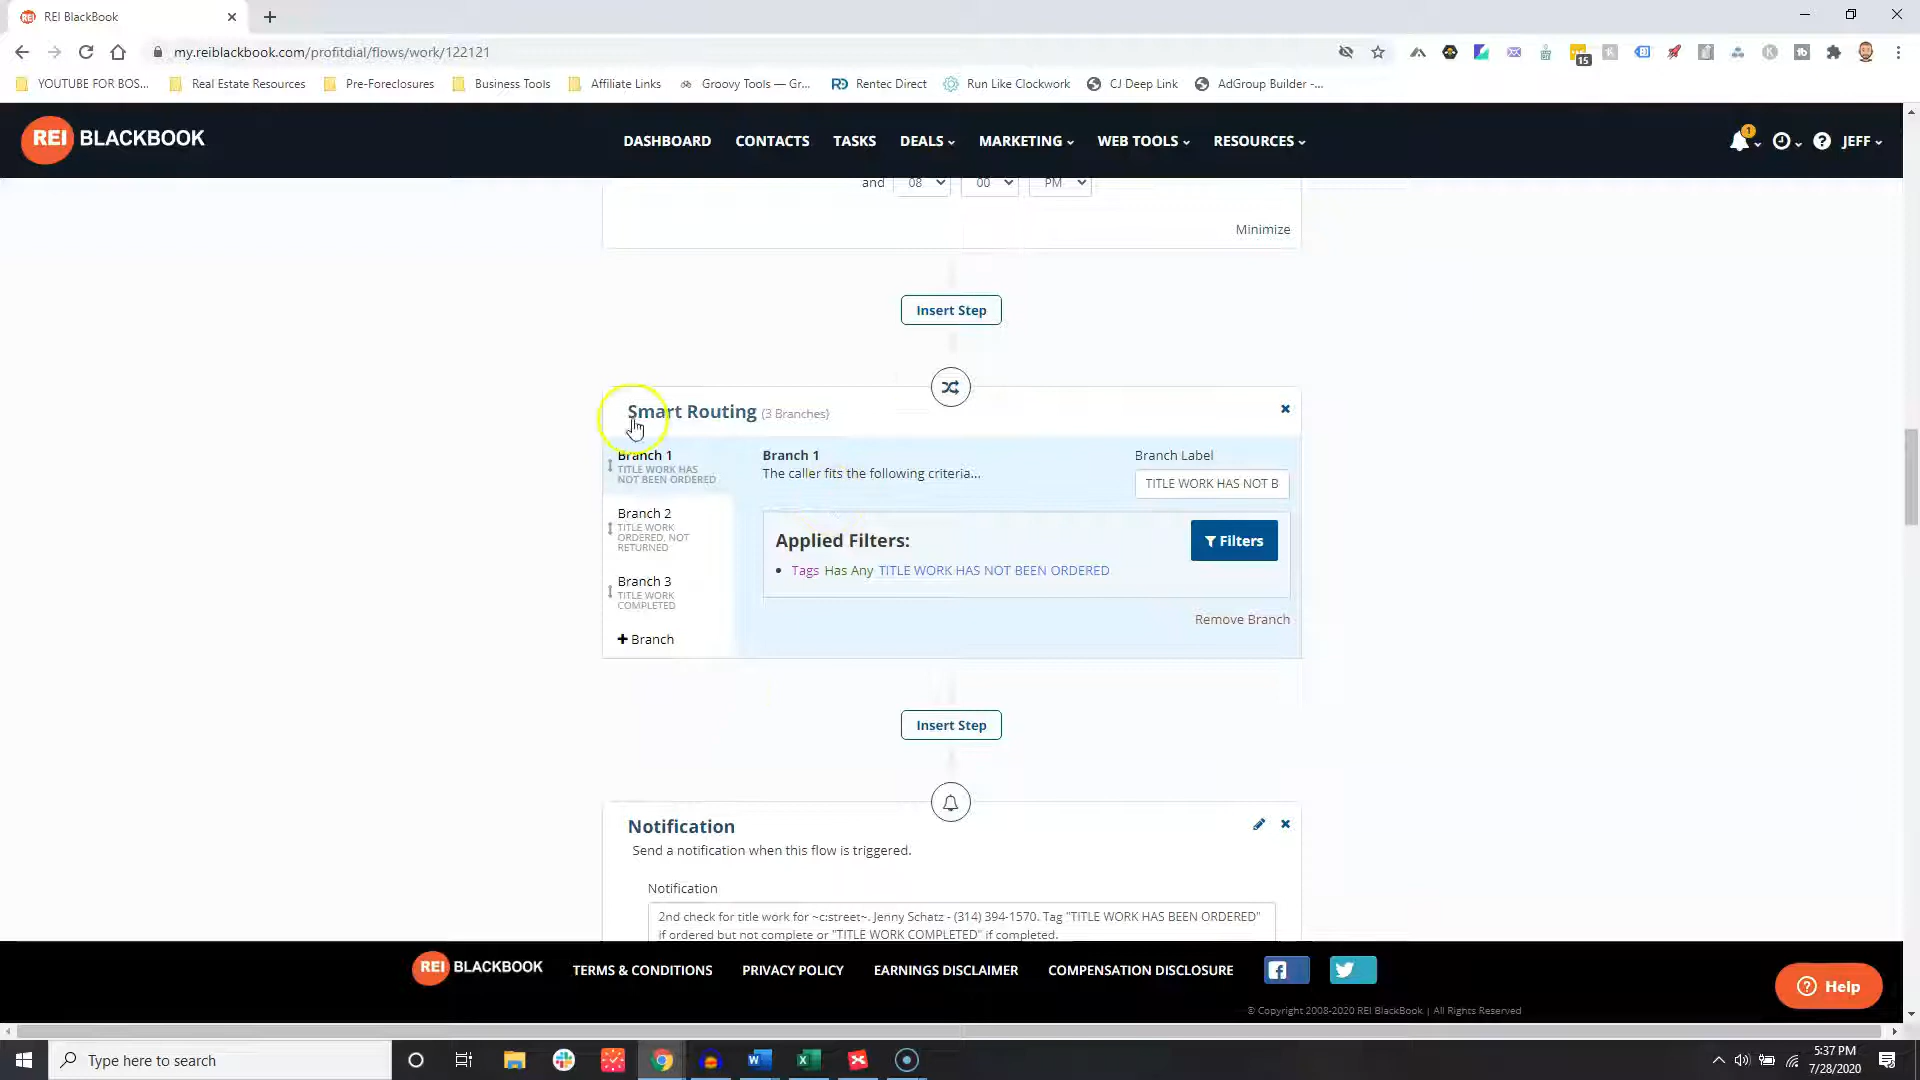 REI BlackBook
my.reiblackbook.com/profitdial/flows/work/122121
15
YOUTUBE FOR BOS...
Real Estate Resources
Pre-Foreclosures
Business Tools
Affiliate Links
Groovy Tools — Gr...
Rentec Direct
Run Like Clockwork
CJ Deep Link
AdGroup Builder -...
REI BLACKBOOK
DASHBOARD
CONTACTS
TASKS
DEALS
MARKETING
WEB TOOLS
RESOURCES
1
JEFF
and 08 00 PM
Minimize
Insert Step
Smart Routing (3 Branches)
Branch 1
TITLE WORK HAS
NOT BEEN ORDERED
Branch 2
TITLE WORK
ORDERED, NOT
RETURNED
Branch 3
TITLE WORK
COMPLETED
+ Branch
Branch 1
The caller fits the following criteria...
Branch Label
TITLE WORK HAS NOT B
Applied Filters:
Filters
• Tags Has Any TITLE WORK HAS NOT BEEN ORDERED
Remove Branch
Insert Step
Notification
Send a notification when this flow is triggered.
Notification
2nd check for title work for ~c:street~. Jenny Schatz - (314) 394-1570. Tag "TITLE WORK HAS BEEN ORDERED"
if ordered but not complete or "TITLE WORK COMPLETED" if completed.
REI BLACKBOOK
TERMS & CONDITIONS
PRIVACY POLICY
EARNINGS DISCLAIMER
COMPENSATION DISCLOSURE
© Copyright 2008-2020 REI BlackBook | All Rights Reserved
Help
Type here to search
5:37 PM
7/28/2020